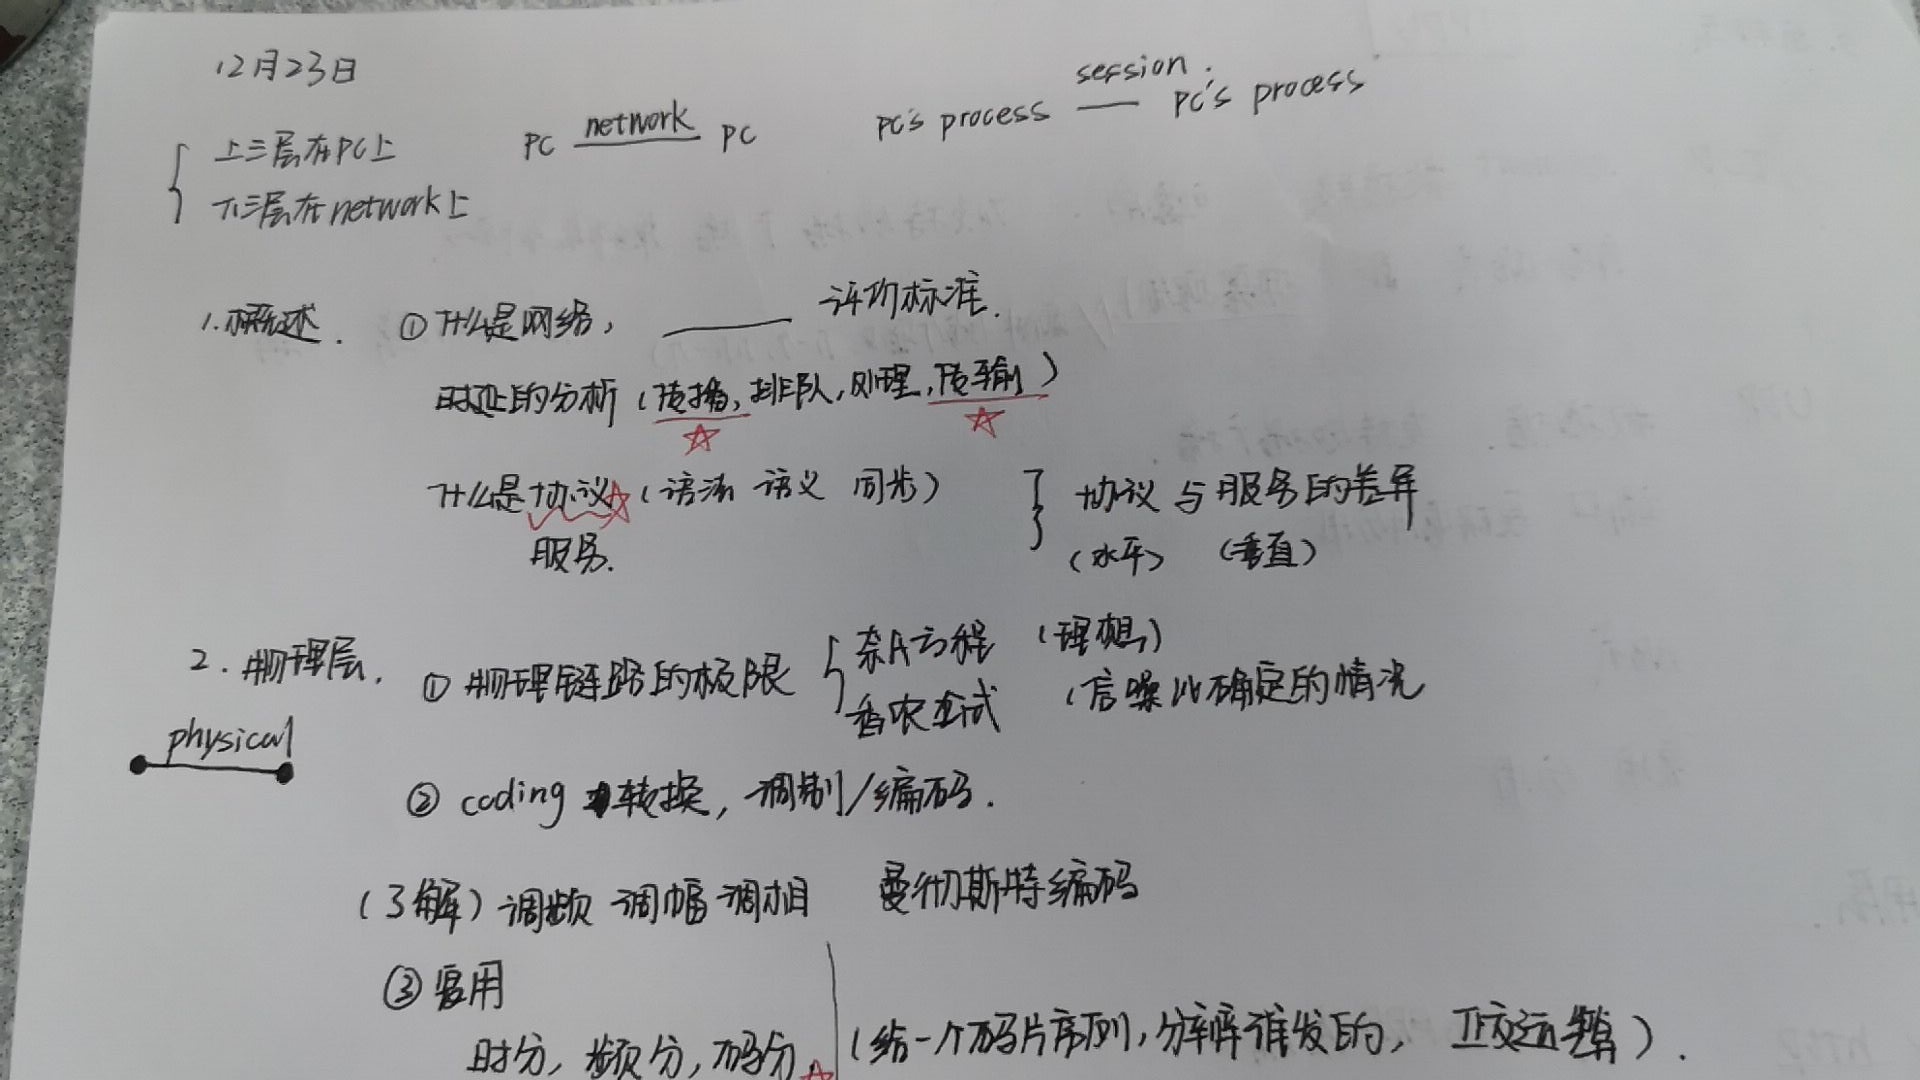 12月23日
上三层在PC上 PC network PC PC's process session. PC's process
下三层在network上
1.概述. ①什么是网络, 评价标准.
时延的分析(传播,排队,处理,传输)
什么是协议(语法 语义 同步) 协议与服务的差异
服务. (水平) (垂直)
2.物理层. ①物理链路的极限 奈氏方程 (理想)
香农公式 (信噪比确定的情况
physical
②coding 转换,调制/编码.
(了解)调频 调幅 调相 曼彻斯特编码
③复用
时分,频分,码分 (给一个码片序列,分辨谁发的, 正交运算).